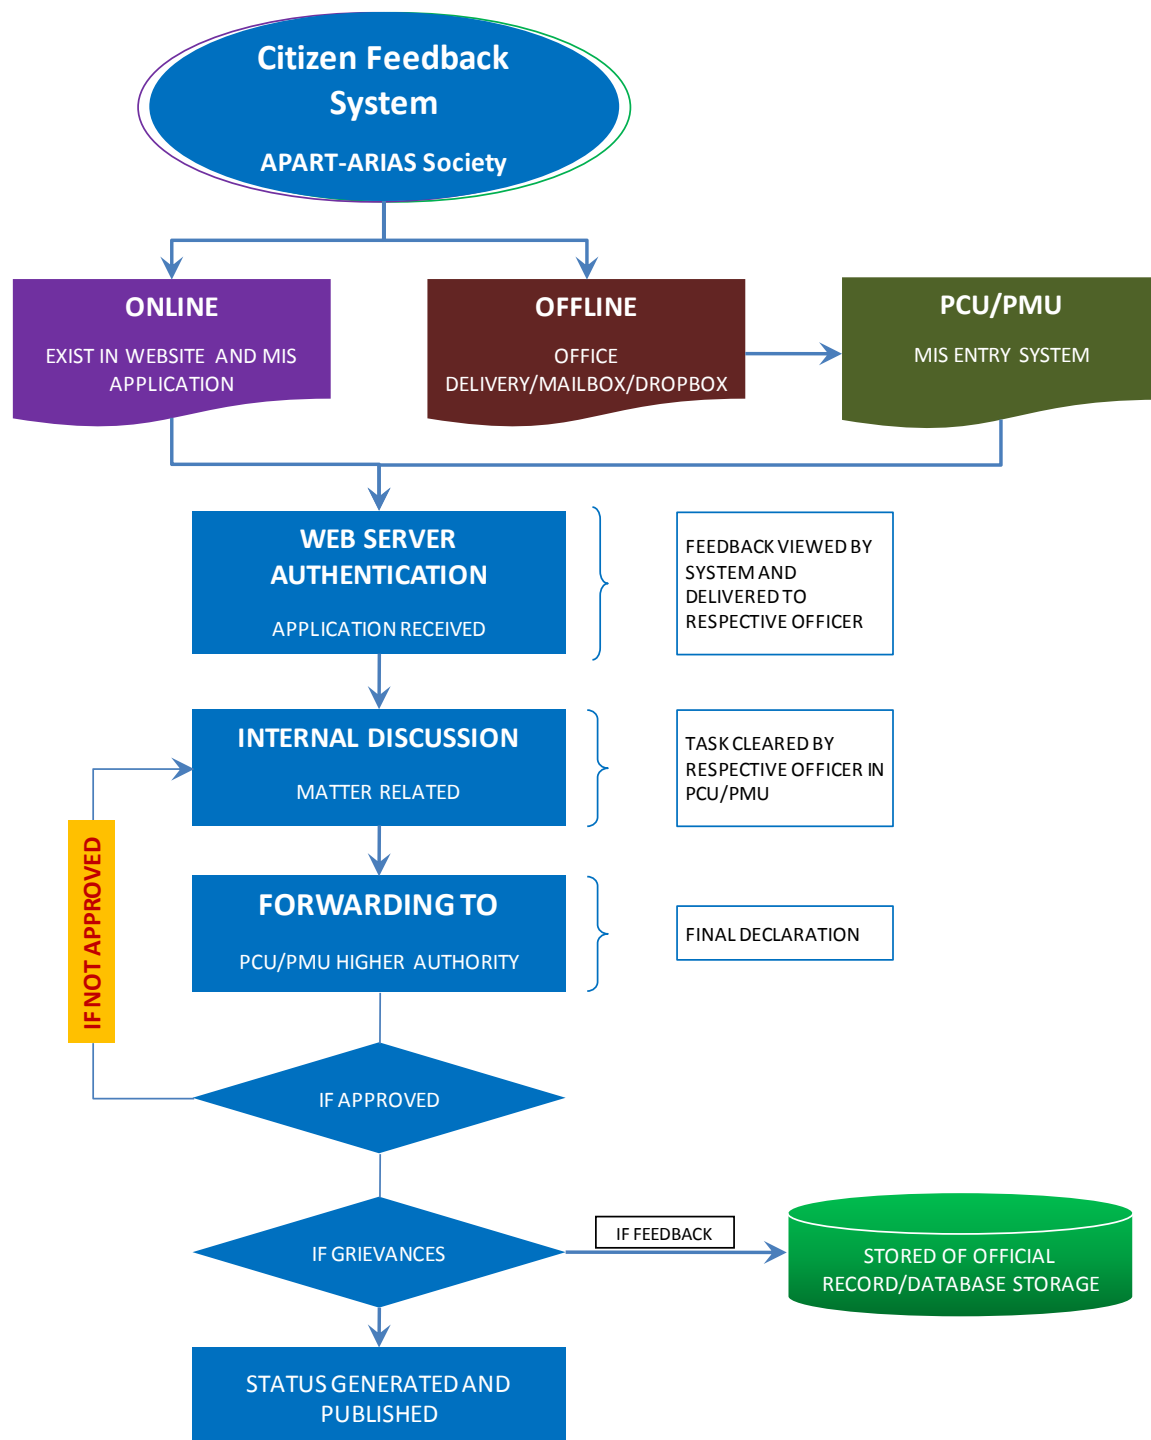 Citizen Feedback
System
APART-ARIAS Society
ONLINE
EXIST IN WEBSITE AND MIS
APPLICATION
OFFLINE
OFFICE
DELIVERY/MAILBOX/DROPBOX
PCU/PMU
MIS ENTRY SYSTEM
WEB SERVER
AUTHENTICATION
APPLICATION RECEIVED
FEEDBACK VIEWED BY
SYSTEM AND
DELIVERED TO
RESPECTIVE OFFICER
INTERNAL DISCUSSION
MATTER RELATED
TASK CLEARED BY
RESPECTIVE OFFICER IN
PCU/PMU
IF NOT APPROVED
FORWARDING TO
PCU/PMU HIGHER AUTHORITY
FINAL DECLARATION
IF APPROVED
IF GRIEVANCES
IF FEEDBACK
STORED OF OFFICIAL
RECORD/DATABASE STORAGE
STATUS GENERATED AND
PUBLISHED